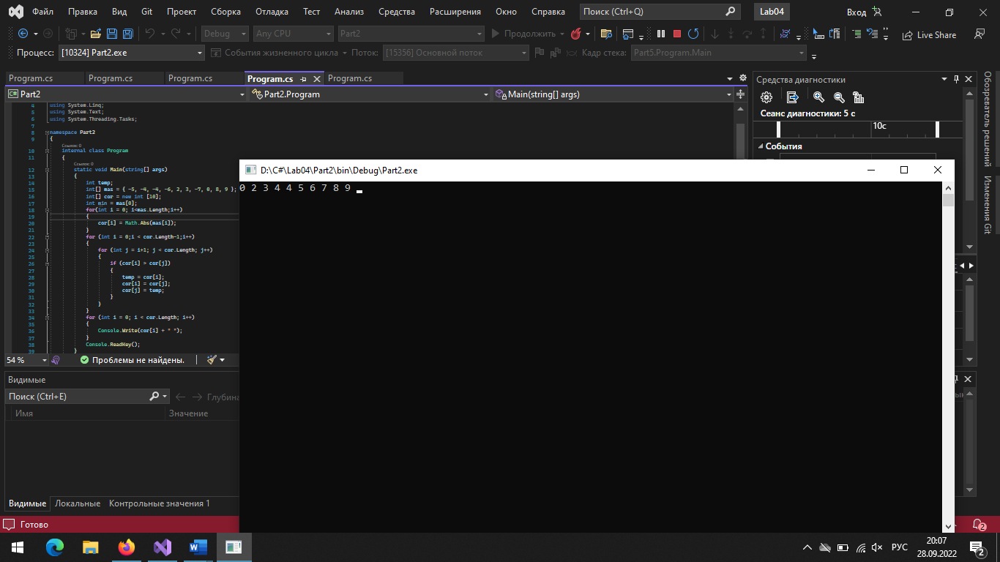 Файл Правка Вид Git Проект Сборка Отладка Тест Анализ Средства Расширения Окно Справка Поиск (Ctrl+Q) Lab04 Вход
Debug Any CPU Part2 Продолжить Live Share
Процесс: [10324] Part2.exe События жизненного цикла Поток: [15356] Основной поток Кадр стека: Part5.Program.Main
Program.cs Program.cs Program.cs Program.cs Program.cs
C# Part2 Part2.Program Main(string[] args)
4 using System.Linq;
5 using System.Text;
6 using System.Threading.Tasks;
7
8 namespace Part2
9 {
Ссылок: 0
10 internal class Program
11 {
Ссылок: 0
12 static void Main(string[] args)
13 {
14 int temp;
15 int[] mas = { -5, -4, -4, -6, 2, 3, -7, 0, 8, 9 };
16 int[] cor = new int [10];
17 int min = mas[0];
18 for(int i = 0; i<mas.Length;i++)
19 {
20 cor[i] = Math.Abs(mas[i]);
21 }
22 for (int i = 0;i < cor.Length-1;i++)
23 {
24 for (int j = i+1; j < cor.Length; j++)
25 {
26 if (cor[i] > cor[j])
27 {
28 temp = cor[i];
29 cor[i] = cor[j];
30 cor[j] = temp;
31 }
32 }
33 }
34 for (int i = 0; i < cor.Length; i++)
35 {
36 Console.Write(cor[i] + " ");
37 }
38 Console.ReadKey();
39 }
54 % Проблемы не найдены.
D:\C#\Lab04\Part2\bin\Debug\Part2.exe
0 2 3 4 4 5 6 7 8 9
Средства диагностики
Сеанс диагностики: 5 с
10с
События
Обозреватель решений
Изменения Git
Видимые
Поиск (Ctrl+E) Глубина
Имя Значение
Видимые Локальные Контрольные значения 1
Готово 2
РУС 20:07
28.09.2022 2